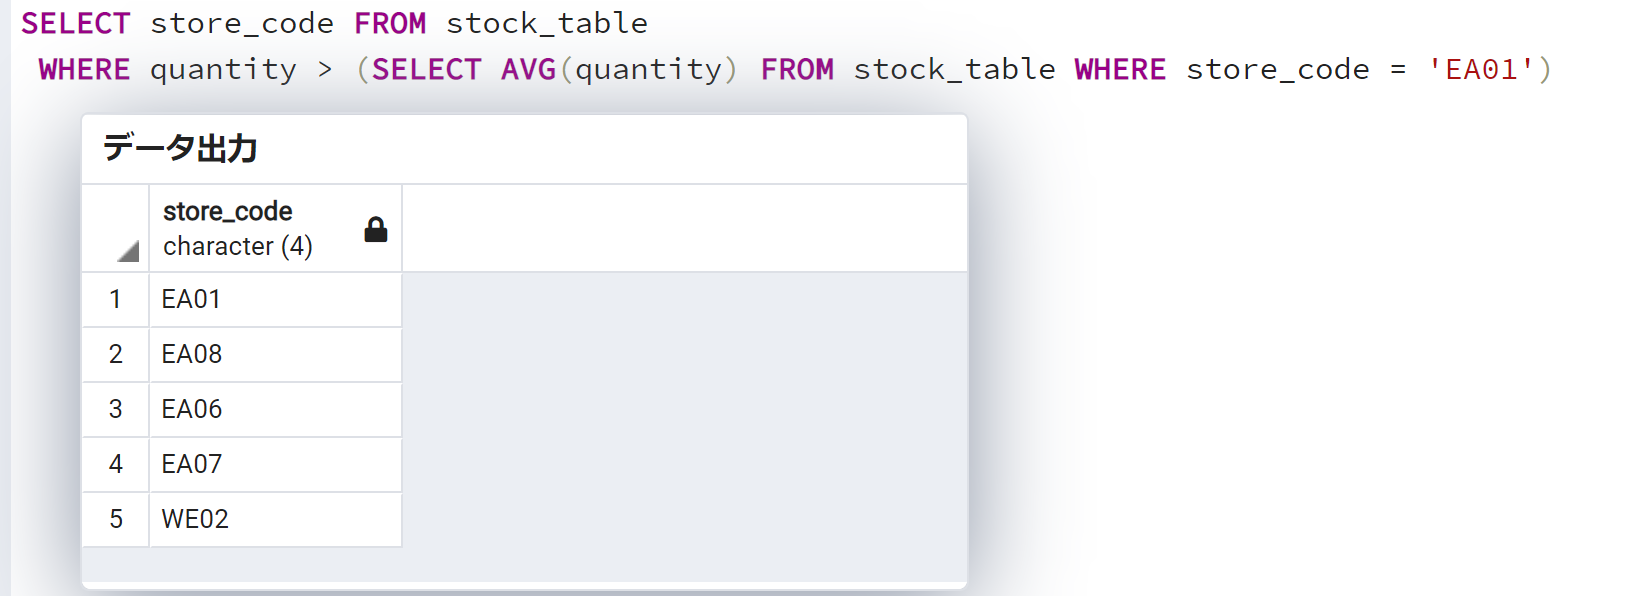 SELECT store_code FROM stock_table
WHERE quantity > (SELECT AVG(quantity) FROM stock_table WHERE store_code = 'EA01')
データ出力
store_code
character (4)
1 EA01
2 EA08
3 EA06
4 EA07
5 WE02